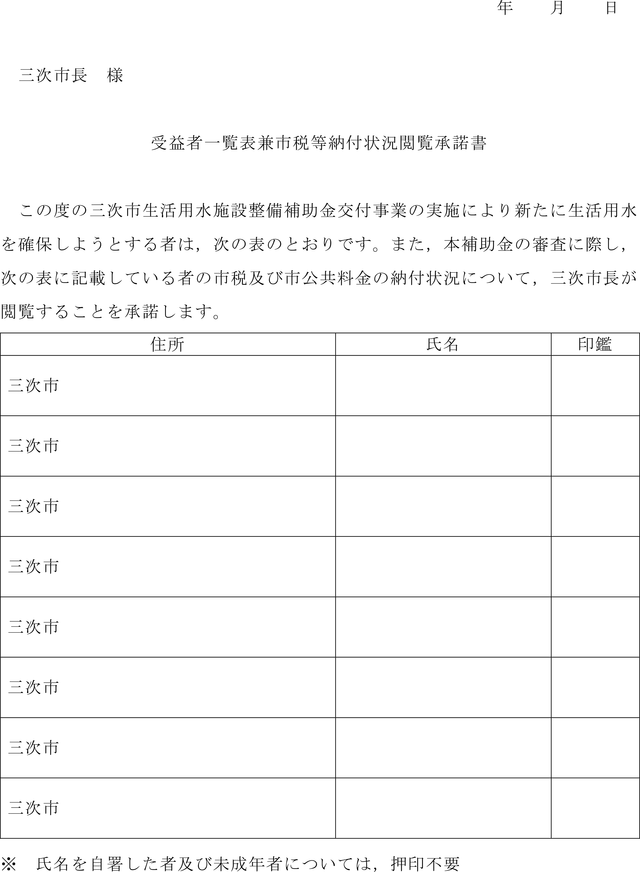 年　月　日
三次市長　様
受益者一覧表兼市税等納付状況閲覧承諾書
この度の三次市生活用水施設整備補助金交付事業の実施により新たに生活用水
を確保しようとする者は，次の表のとおりです。また，本補助金の審査に際し，
次の表に記載している者の市税及び市公共料金の納付状況について，三次市長が
閲覧することを承諾します。
住所　氏名　印鑑
三次市
三次市
三次市
三次市
三次市
三次市
三次市
三次市
※　氏名を自署した者及び未成年者については，押印不要